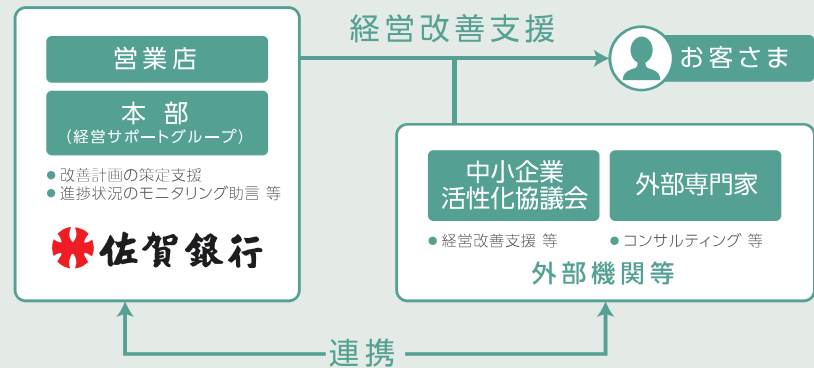 経営改善支援
お客さま
営業店
本部
(経営サポートグループ)
● 改善計画の策定支援
● 進捗状況のモニタリング助言 等
佐賀銀行
中小企業
活性化協議会
● 経営改善支援 等
外部専門家
● コンサルティング 等
外部機関等
連携